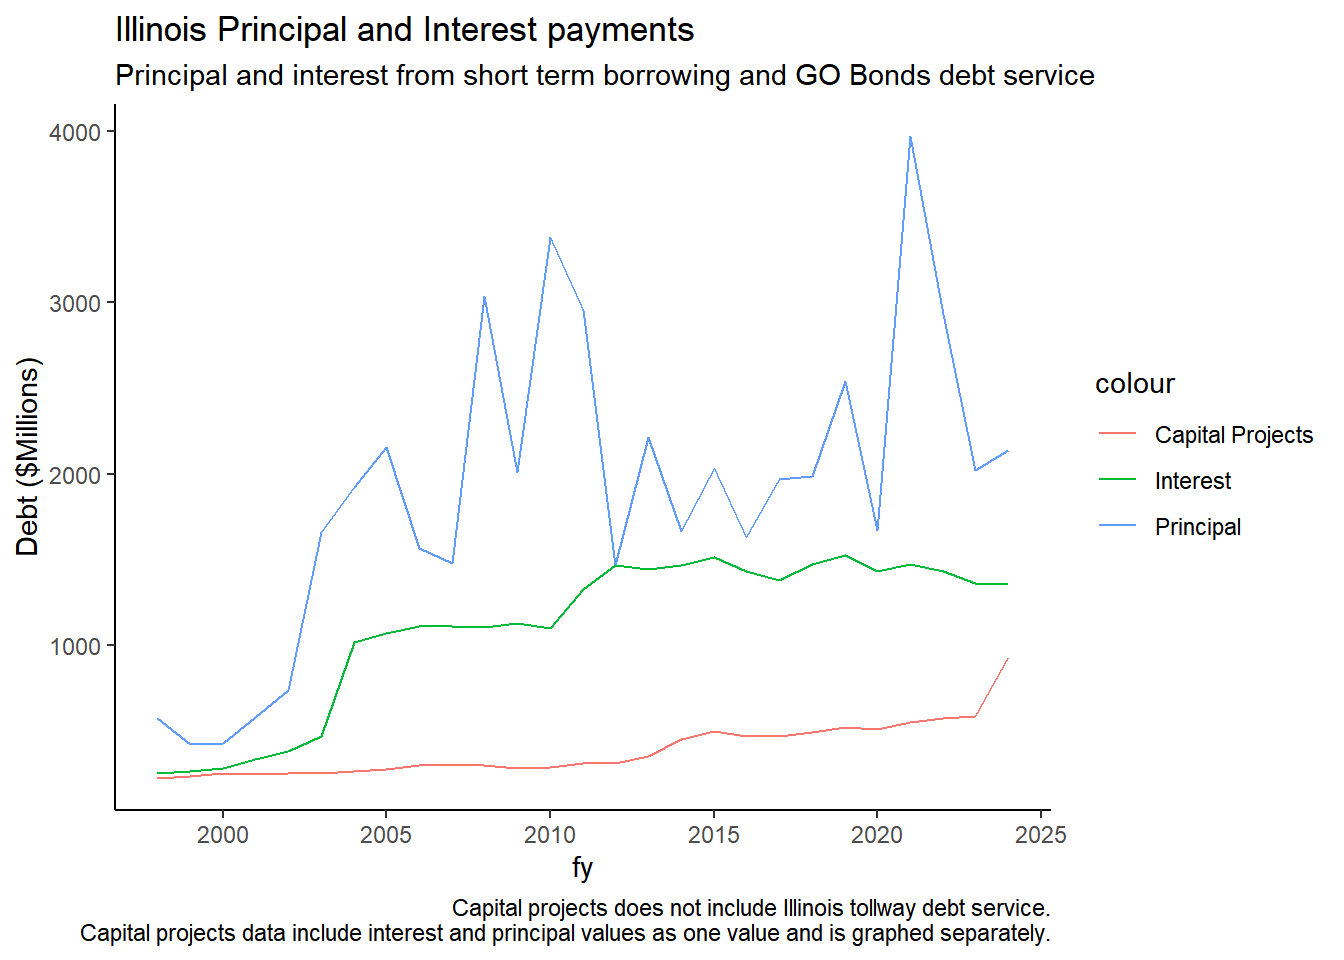 Illinois Principal and Interest payments
Principal and interest from short term borrowing and GO Bonds debt service
Debt ($Millions)
4000
3000
2000
1000
2000
2005
2010
2015
2020
2025
fy
colour
Capital Projects
Interest
Principal
Capital projects does not include Illinois tollway debt service.
Capital projects data include interest and principal values as one value and is graphed separately.